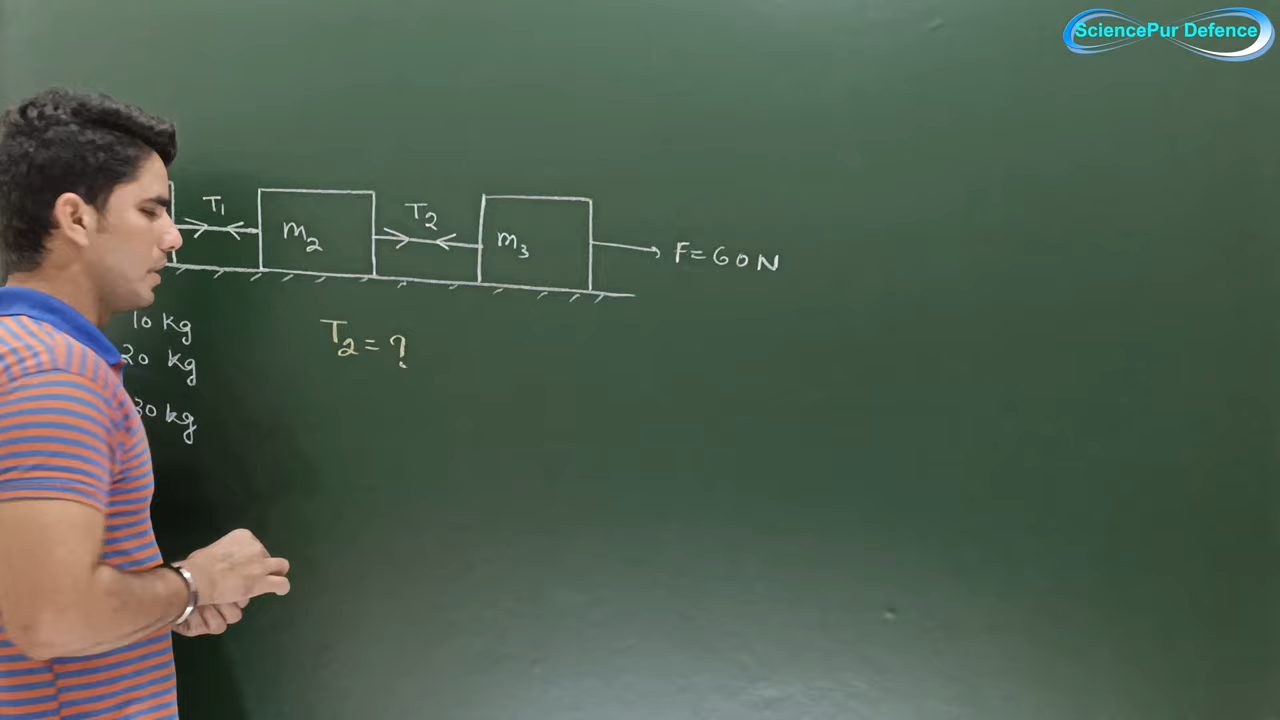 SciencePur Defence
T1 m2 T2 m3 F=60N
10 kg
20 kg
30 kg
T2=?